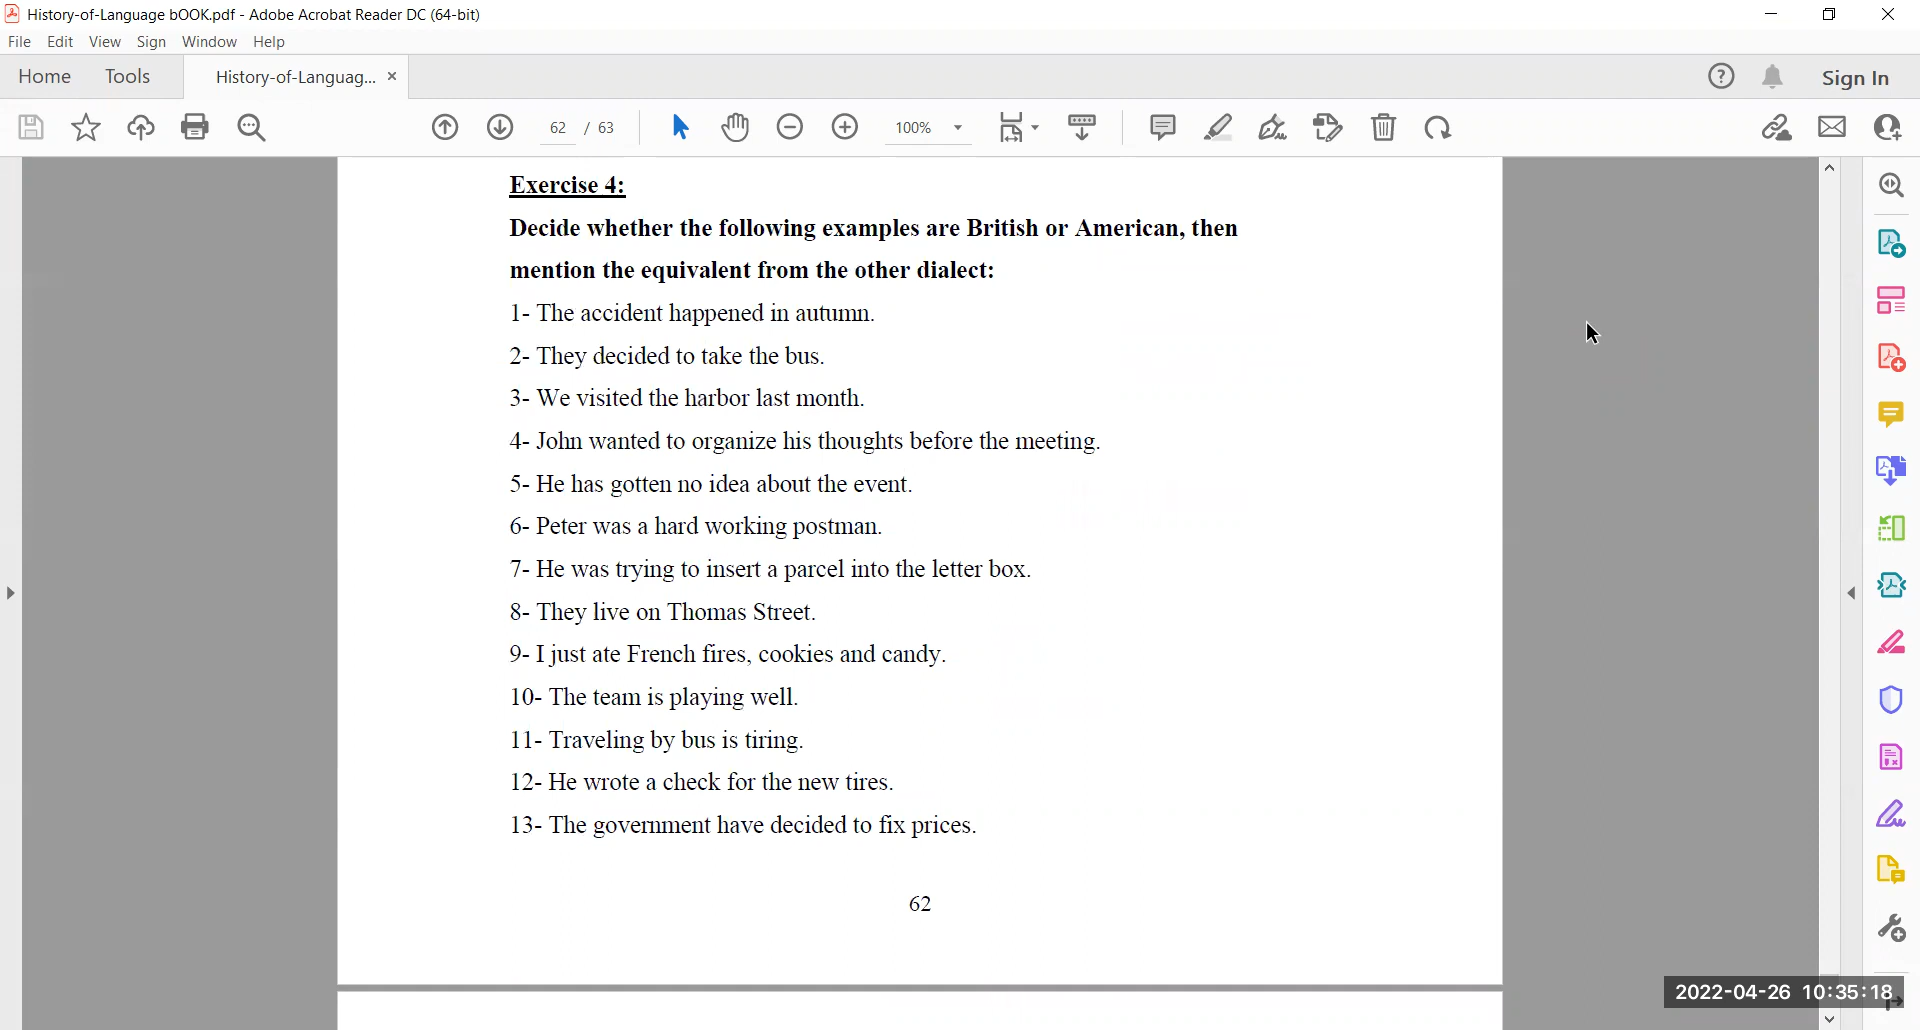 History-of-Language bOOK.pdf - Adobe Acrobat Reader DC (64-bit)
File Edit View Sign Window Help
Home Tools History-of-Languag... × Sign In
62 / 63 100%
Exercise 4:
Decide whether the following examples are British or American, then
mention the equivalent from the other dialect:
1- The accident happened in autumn.
2- They decided to take the bus.
3- We visited the harbor last month.
4- John wanted to organize his thoughts before the meeting.
5- He has gotten no idea about the event.
6- Peter was a hard working postman.
7- He was trying to insert a parcel into the letter box.
8- They live on Thomas Street.
9- I just ate French fires, cookies and candy.
10- The team is playing well.
11- Traveling by bus is tiring.
12- He wrote a check for the new tires.
13- The government have decided to fix prices.
62
2022-04-26 10:35:18